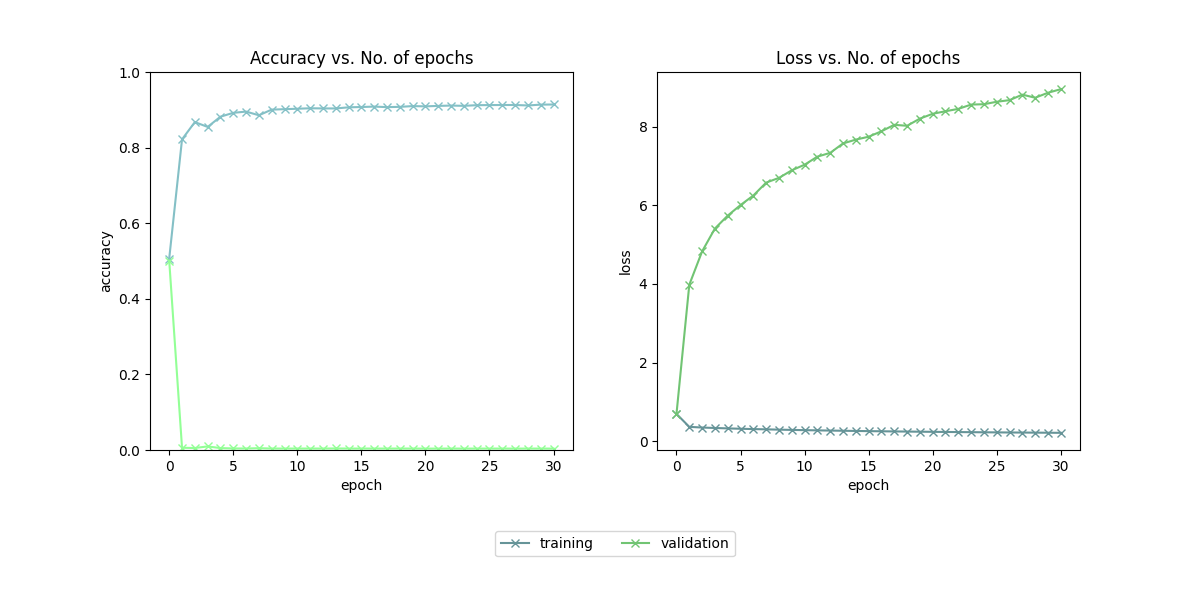 Accuracy vs. No. of epochs
1.0
0.8
0.6
0.4
0.2
0.0
accuracy
0 5 10 15 20 25 30
epoch
Loss vs. No. of epochs
8
6
4
2
0
loss
0 5 10 15 20 25 30
epoch
training validation